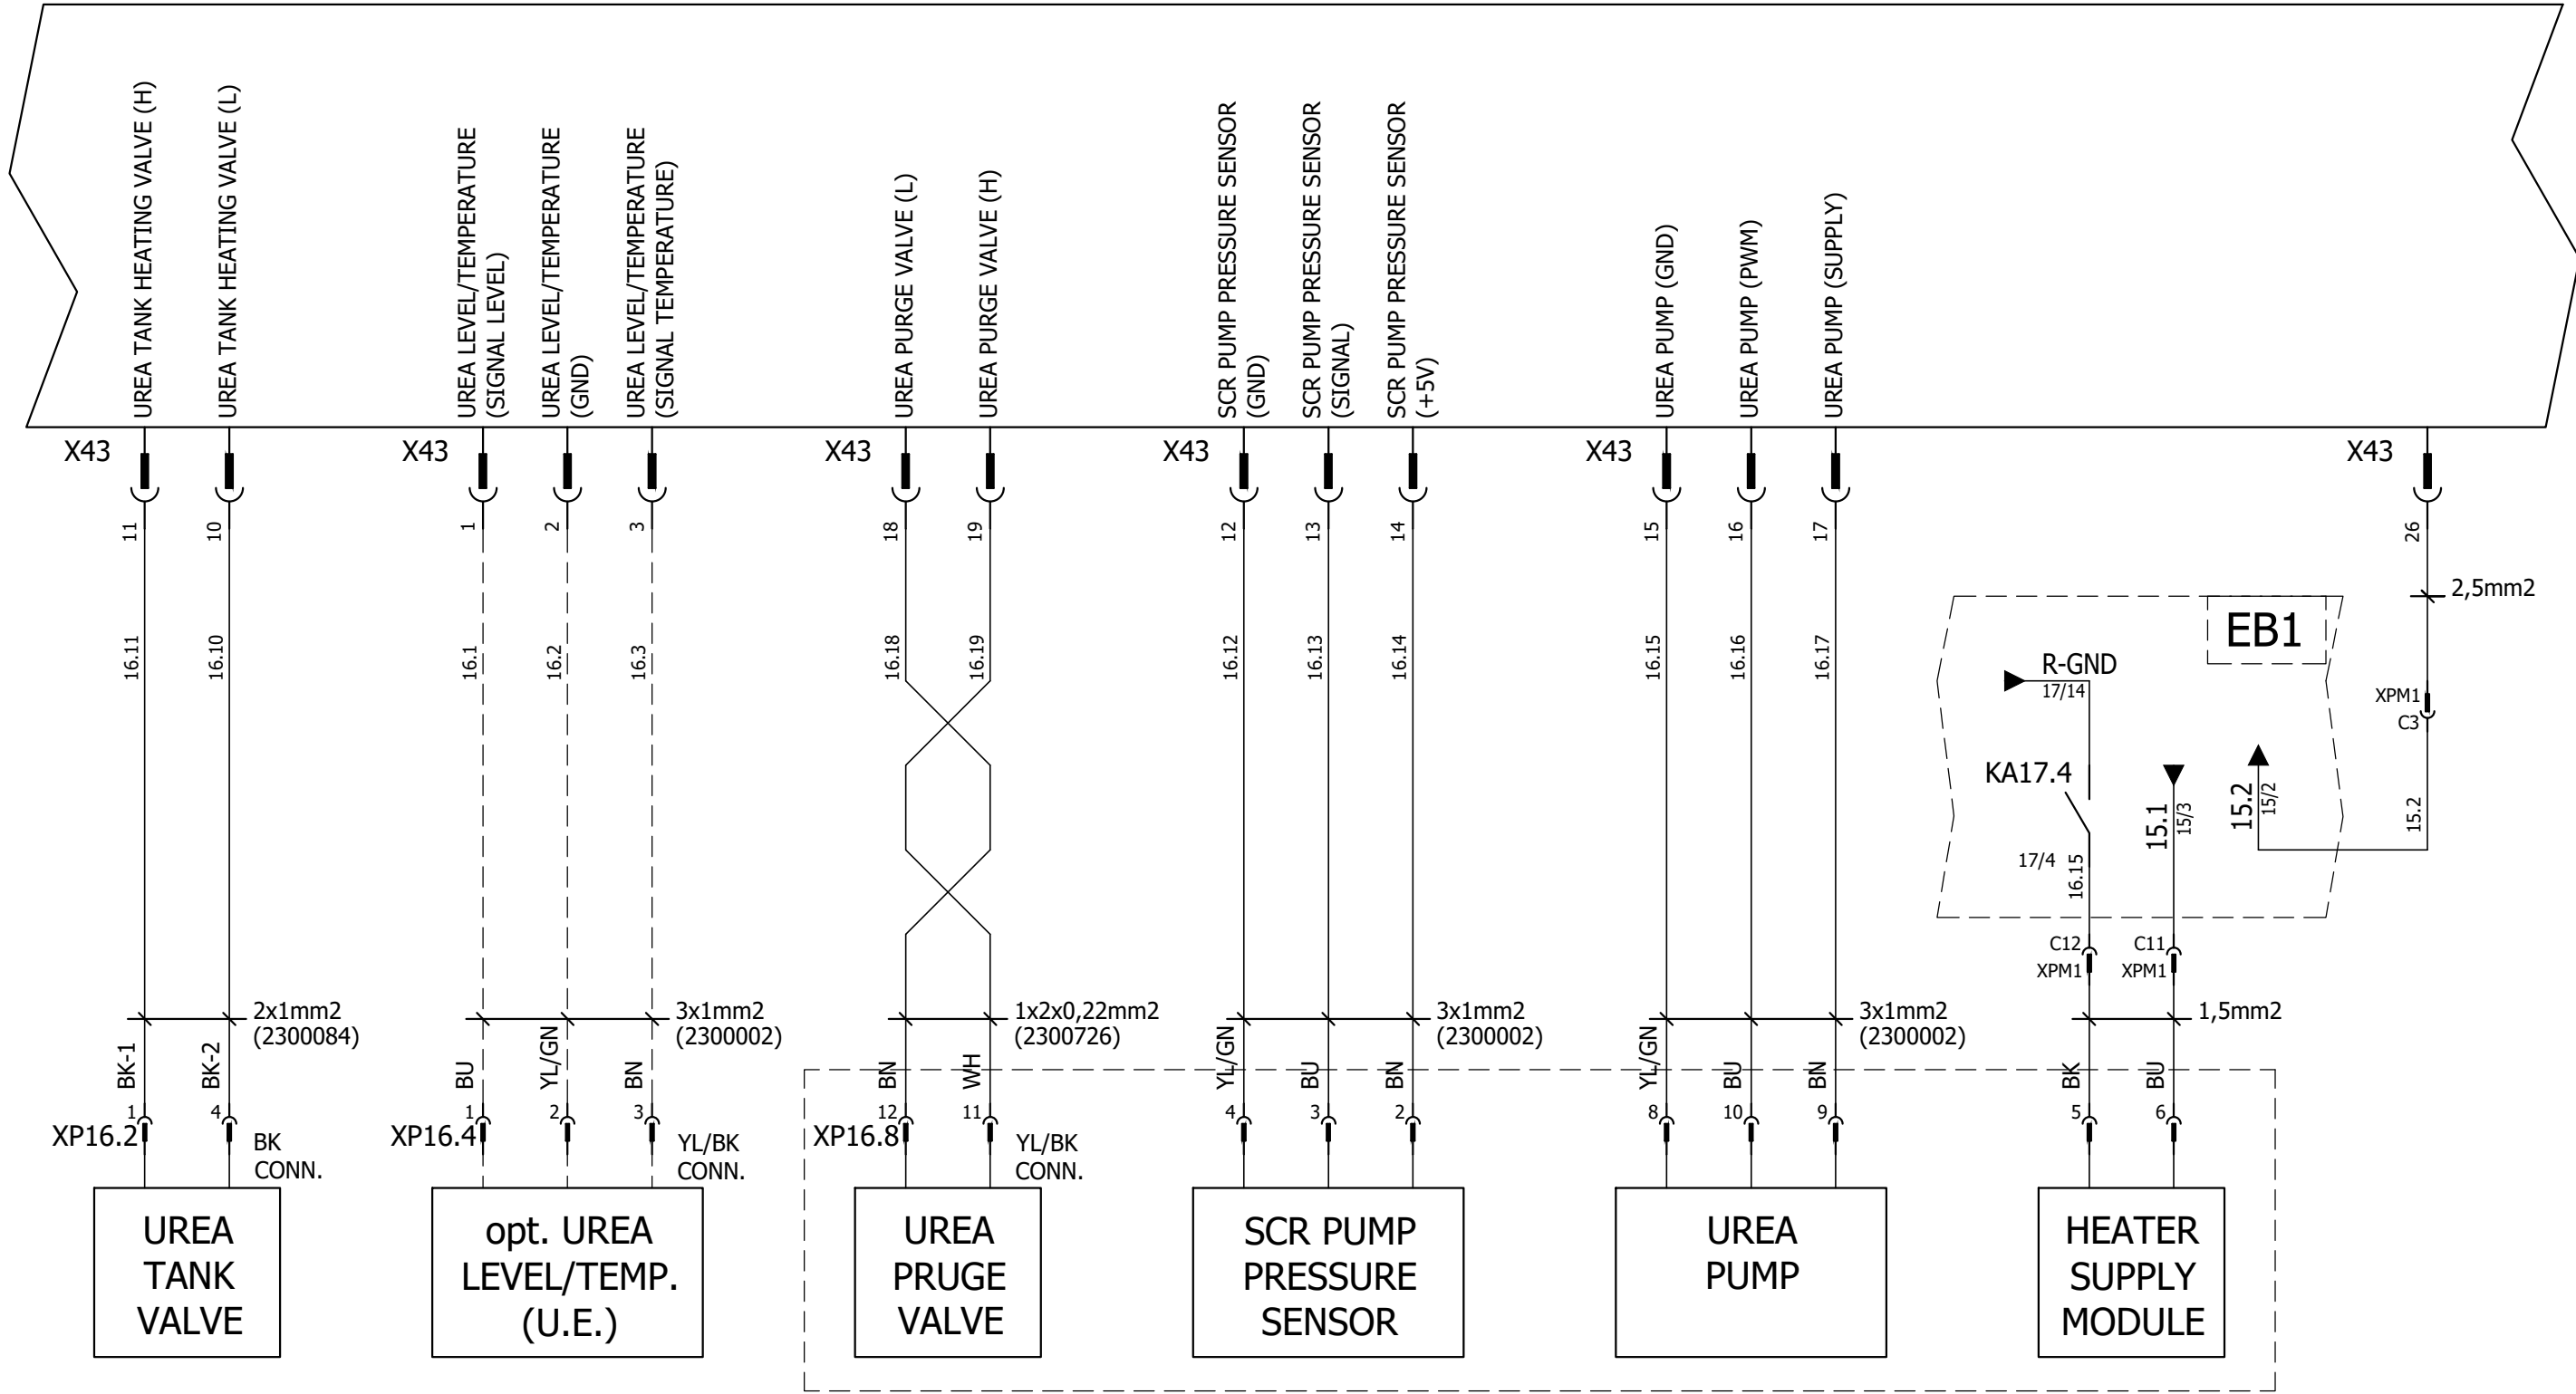 UREA TANK HEATING VALVE (H)
UREA TANK HEATING VALVE (L)
UREA LEVEL/TEMPERATURE
(SIGNAL LEVEL)
UREA LEVEL/TEMPERATURE
(GND)
UREA LEVEL/TEMPERATURE
(SIGNAL TEMPERATURE)
UREA PURGE VALVE (L)
UREA PURGE VALVE (H)
SCR PUMP PRESSURE SENSOR
(GND)
SCR PUMP PRESSURE SENSOR
(SIGNAL)
SCR PUMP PRESSURE SENSOR
(+5V)
UREA PUMP (GND)
UREA PUMP (PWM)
UREA PUMP (SUPPLY)
X43
X43
X43
X43
X43
X43
11
10
1
2
3
18
19
12
13
14
15
16
17
26
2,5mm2
16.11
16.10
16.1
16.2
16.3
16.18
16.19
16.12
16.13
16.14
16.15
16.16
16.17
EB1
R-GND
17/14
XPM1
C3
KA17.4
15.1
15/3
15.2
15/2
15.2
17/4
16.15
C12
XPM1
C11
XPM1
2x1mm2
(2300084)
3x1mm2
(2300002)
1x2x0,22mm2
(2300726)
3x1mm2
(2300002)
3x1mm2
(2300002)
1,5mm2
BK-1
BK-2
BU
YL/GN
BN
BN
WH
YL/GN
BU
BN
YL/GN
BU
BN
BK
BU
1
4
1
2
3
12
11
4
3
2
8
10
9
5
6
XP16.2
BK
CONN.
XP16.4
YL/BK
CONN.
XP16.8
YL/BK
CONN.
UREA
TANK
VALVE
opt. UREA
LEVEL/TEMP.
(U.E.)
UREA
PRUGE
VALVE
SCR PUMP
PRESSURE
SENSOR
UREA
PUMP
HEATER
SUPPLY
MODULE